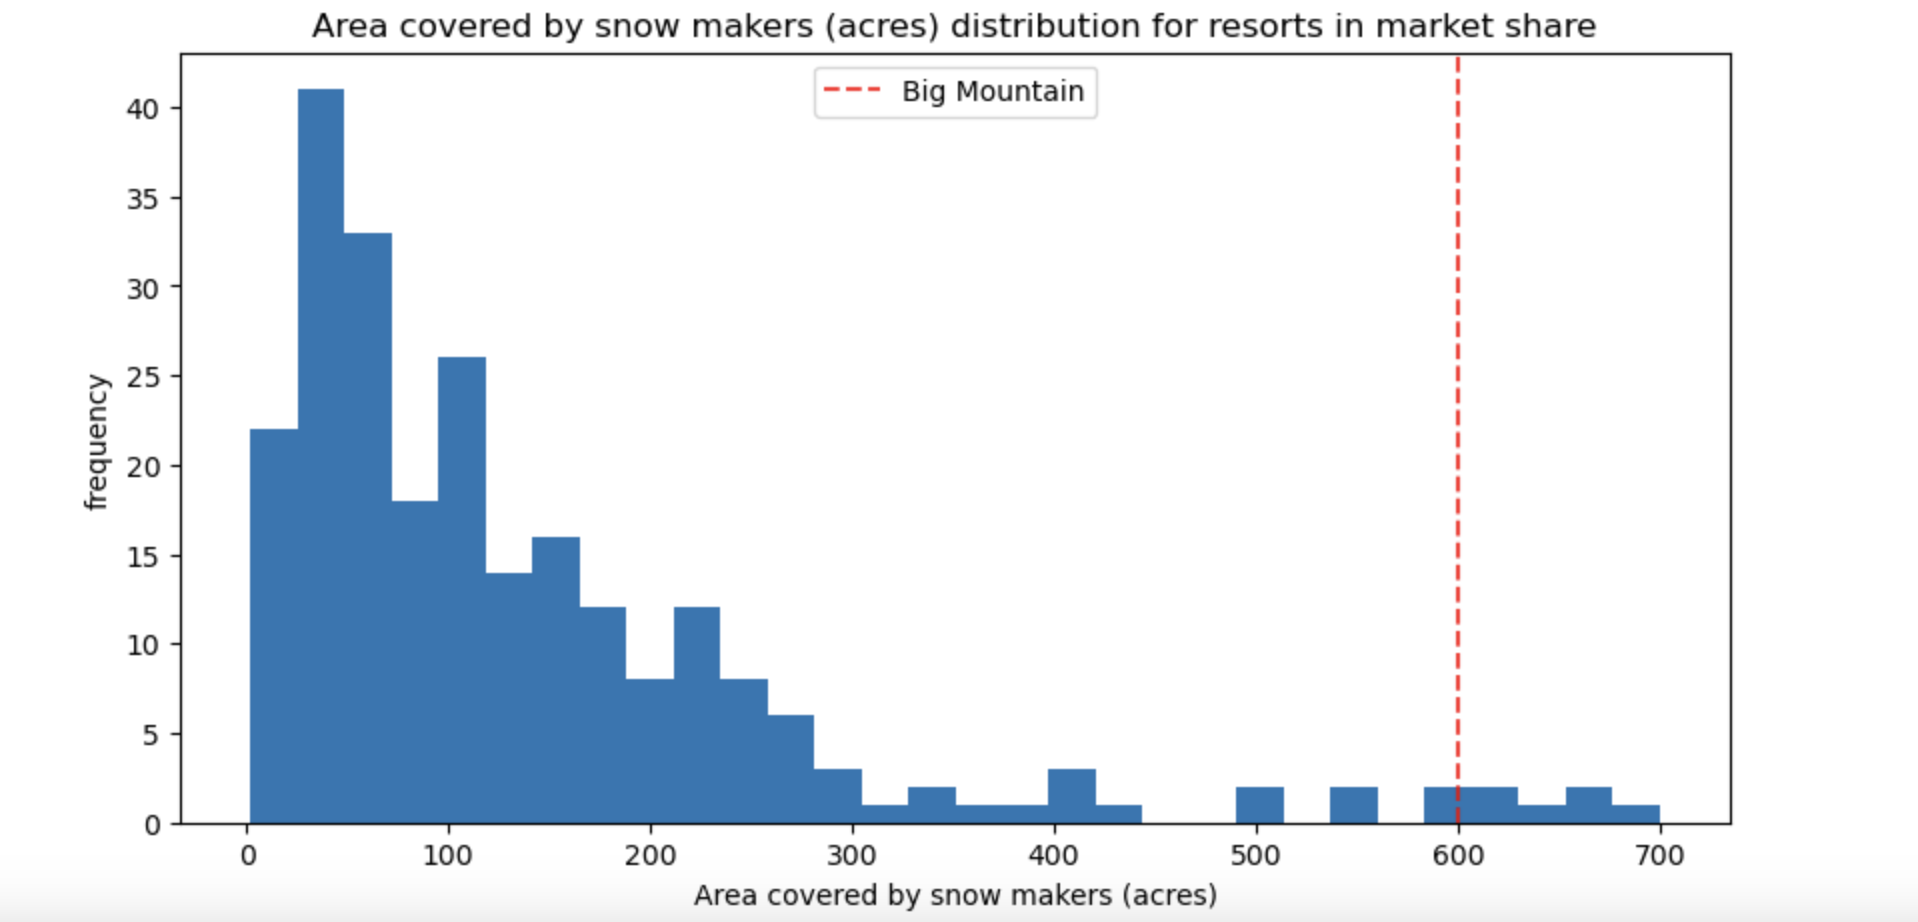 Area covered by snow makers (acres) distribution for resorts in market share
Big Mountain
frequency
40
35
30
25
20
15
10
5
0
0 100 200 300 400 500 600 700
Area covered by snow makers (acres)